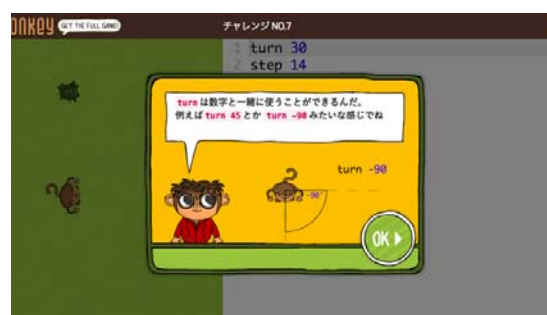 onkey GET THE FULL GAME!
チャレンジ NO.7
1 turn 30
2 step 14
turn は数字と一緒に使うことができるんだ。
例えば turn 45 とか turn -90 みたいな感じでね
turn -90
-90°
OK